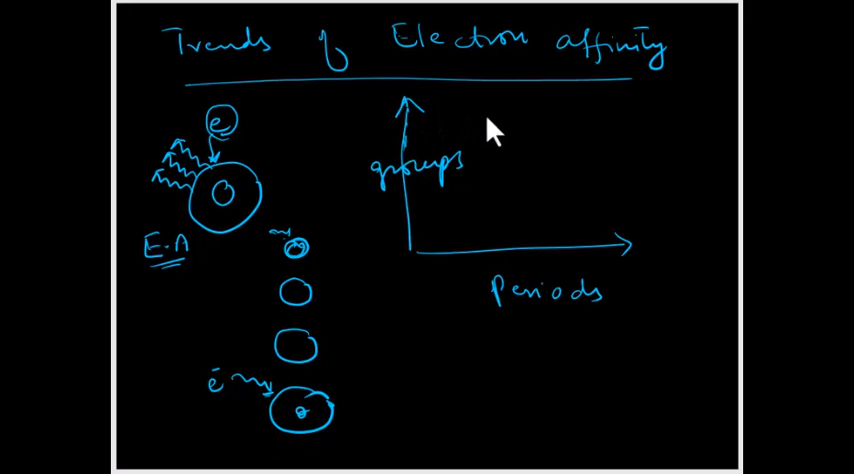 Trends of Electron affinity
e
groups
E.A
Periods
e